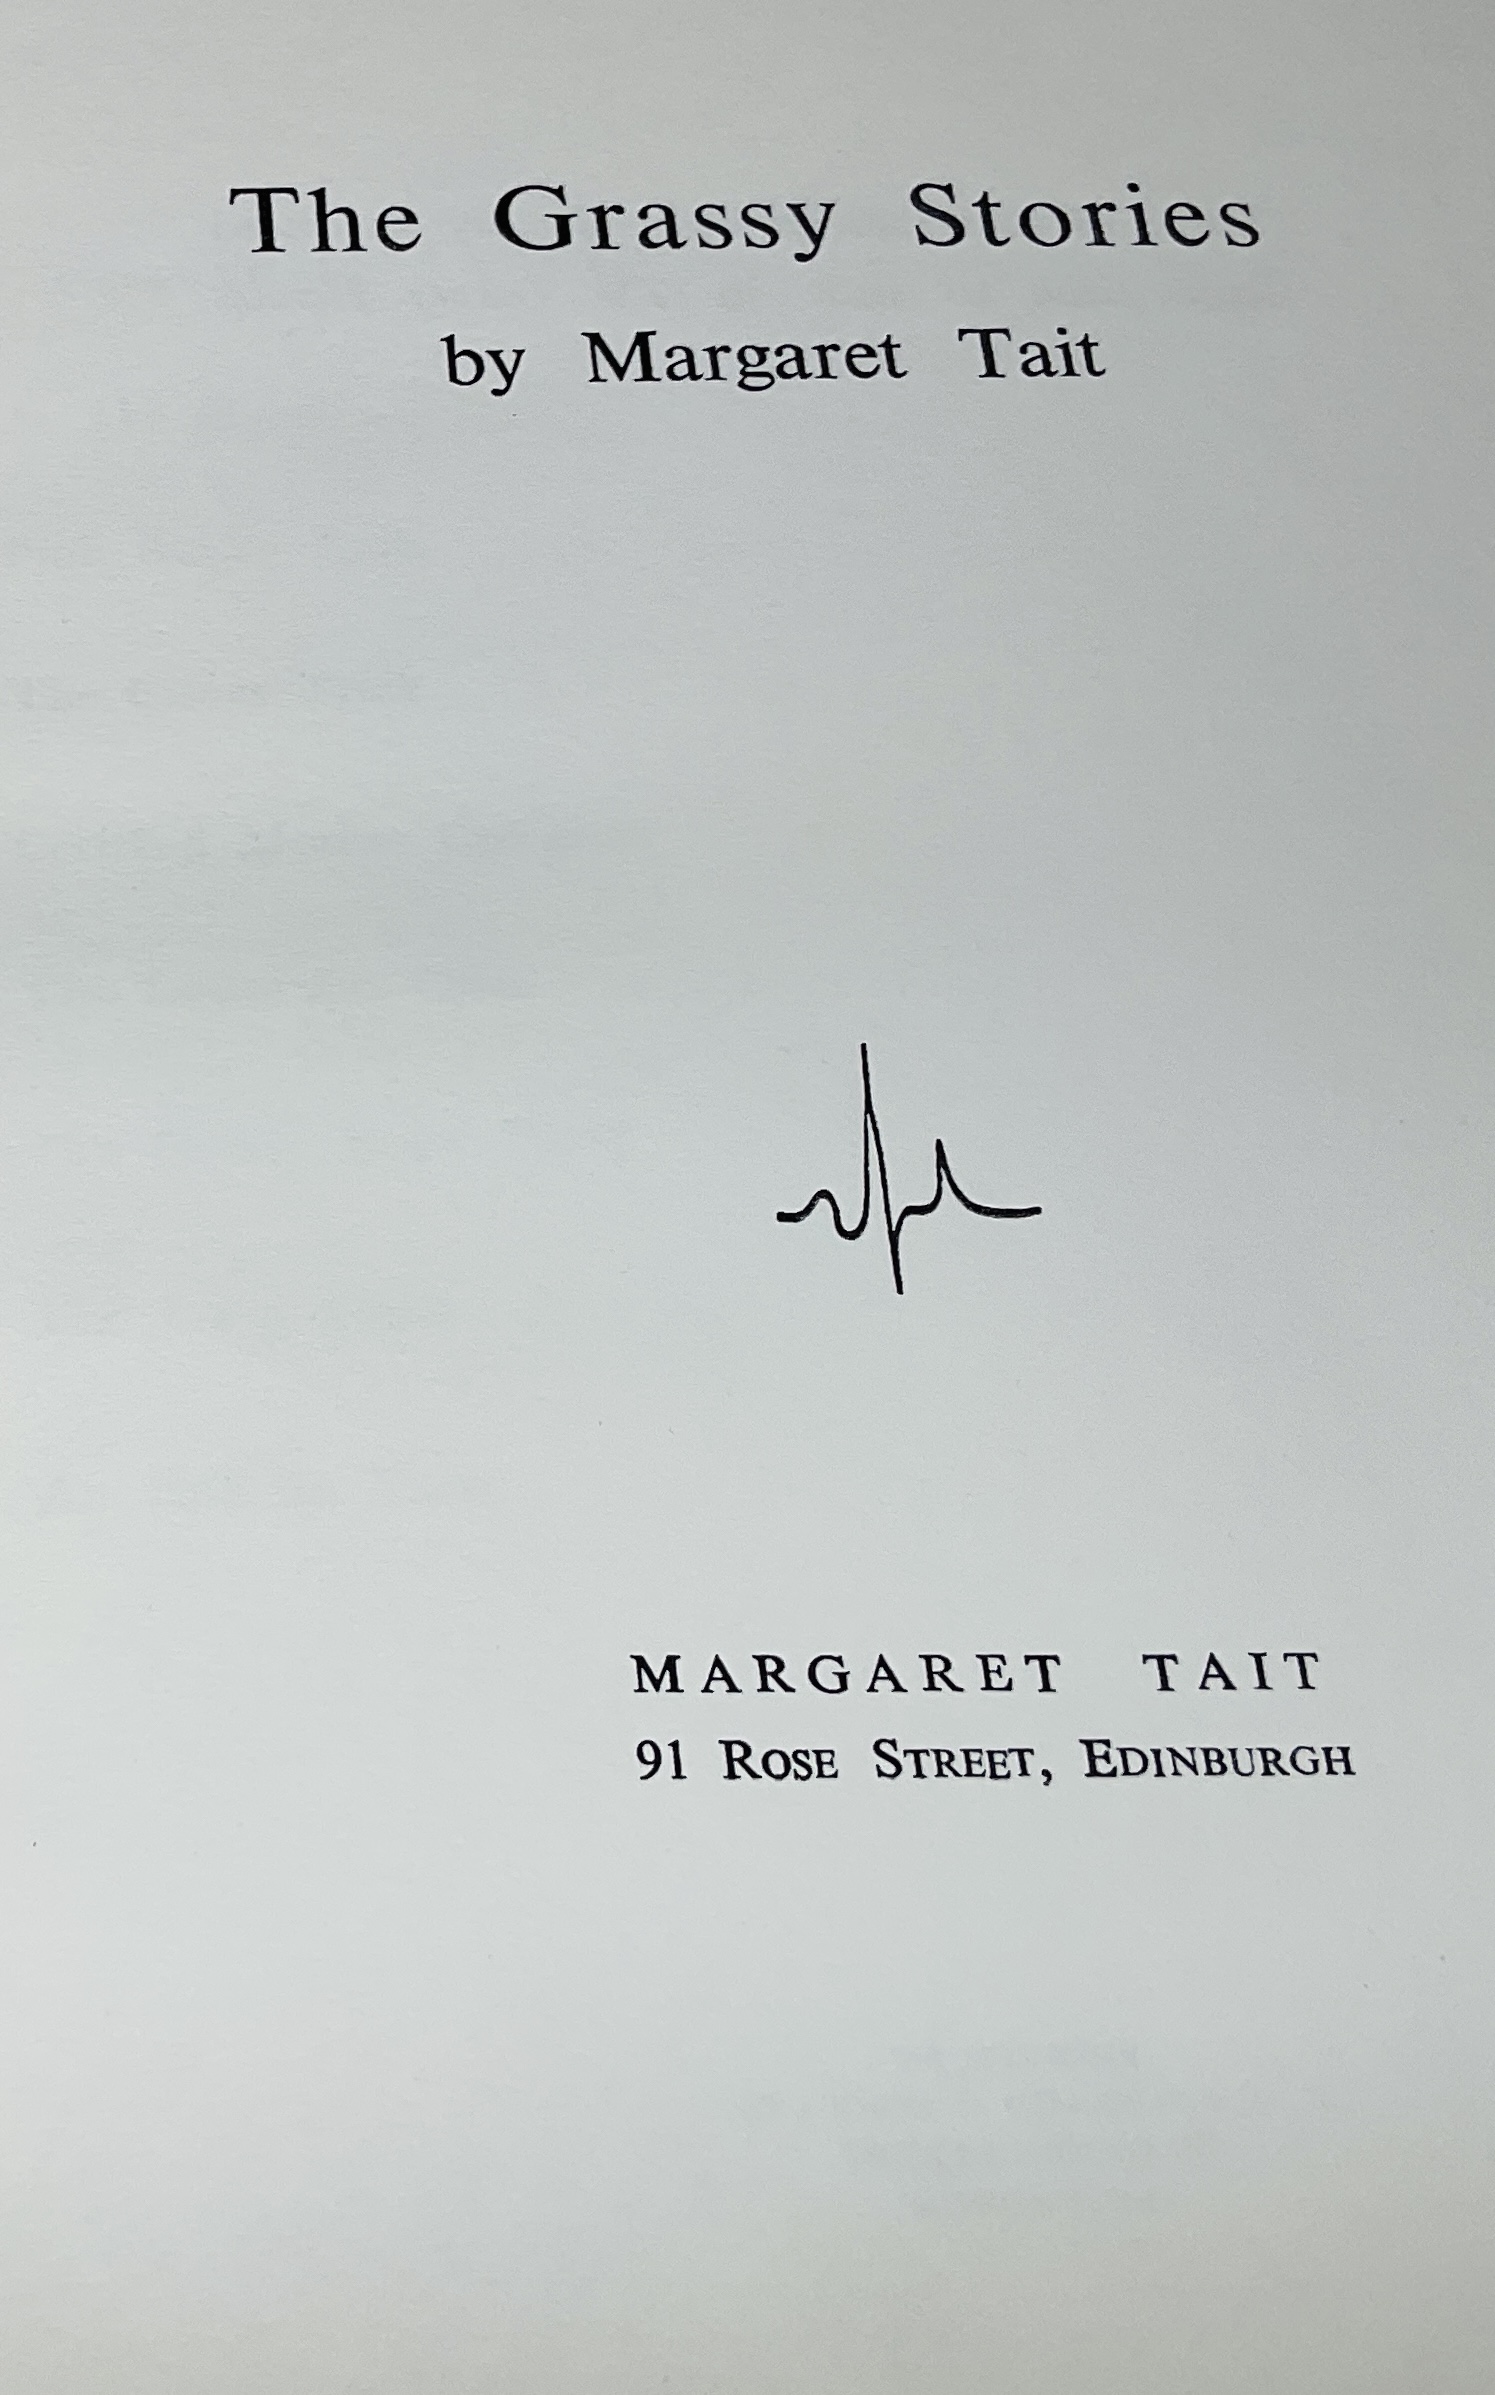 The Grassy Stories
by Margaret Tait
MARGARET TAIT
91 ROSE STREET, EDINBURGH